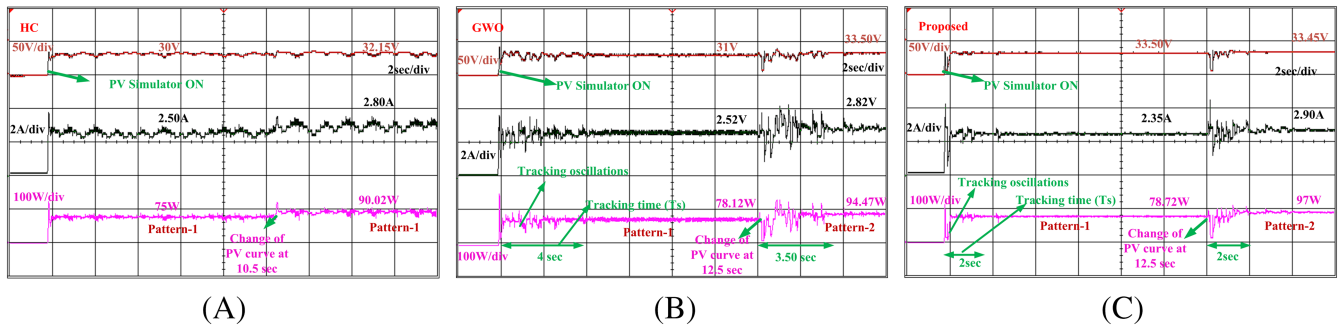 HC
50V/div
30V
32.15V
2sec/div
PV Simulator ON
2.80A
2.50A
2A/div
100W/div
75W
90.02W
Pattern-1
Pattern-1
Change of
PV curve at
10.5 sec
(A)
GWO
50V/div
31V
33.50V
2sec/div
PV Simulator ON
2.82V
2.52V
2A/div
Tracking oscillations
Tracking time (Ts)
78.12W
94.47W
Pattern-1
Pattern-2
Change of
PV curve at
12.5 sec
100W/div
4 sec
3.50 sec
(B)
Proposed
50V/div
33.50V
33.45V
2sec/div
PV Simulator ON
2A/div
2.35A
2.90A
100W/div
Tracking oscillations
Tracking time (Ts)
78.72W
97W
Pattern-1
Pattern-2
Change of
PV curve at
12.5 sec
2sec
2sec
(C)